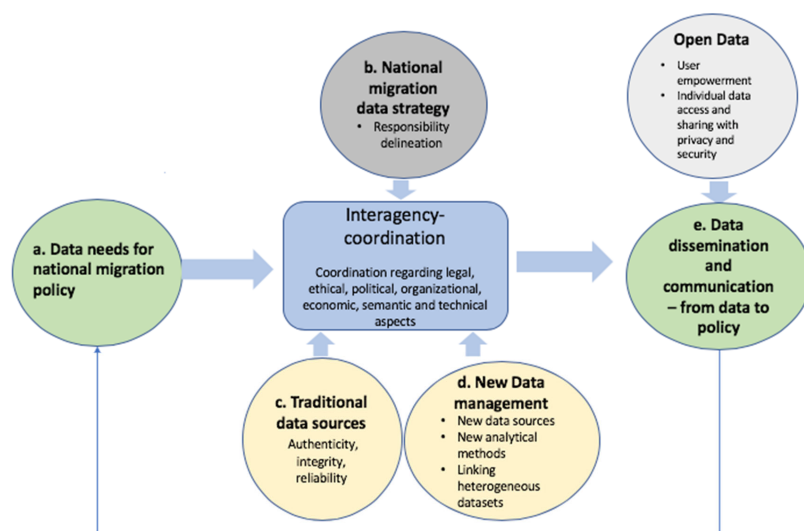 b. National
migration
data strategy
• Responsibility
delineation
Open Data
• User
empowerment
• Individual data
access and
sharing with
privacy and
security
a. Data needs for
national migration
policy
Interagency-
coordination
Coordination regarding legal,
ethical, political, organizational,
economic, semantic and technical
aspects
e. Data
dissemination
and
communication
– from data to
policy
c. Traditional
data sources
Authenticity,
integrity,
reliability
d. New Data
management
• New data sources
• New analytical
methods
• Linking
heterogeneous
datasets